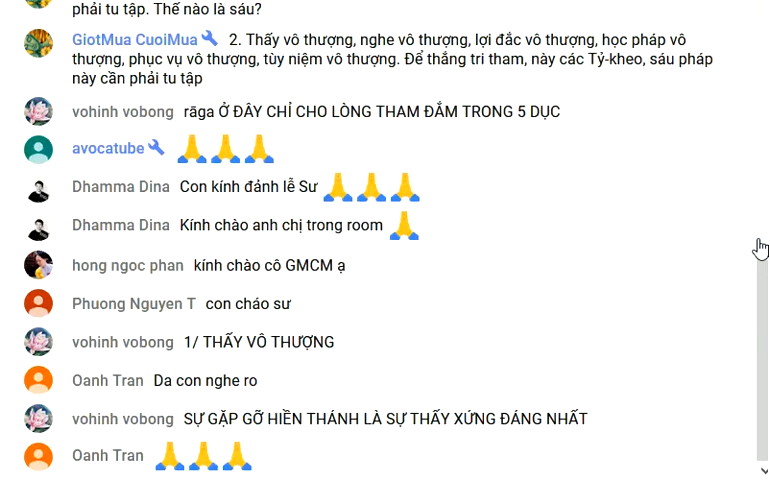 phải tu tập. Thế nào là sáu?
GiotMua CuoiMua 2. Thấy vô thượng, nghe vô thượng, lợi đắc vô thượng, học pháp vô
thượng, phục vụ vô thượng, tùy niệm vô thượng. Để thắng tri tham, này các Tỷ-kheo, sáu pháp
này cần phải tu tập
vohinh vobong rāga Ở ĐÂY CHỈ CHO LÒNG THAM ĐẮM TRONG 5 DỤC
avocatube 🙏🙏🙏
Dhamma Dina Con kính đảnh lễ Sư 🙏🙏🙏
Dhamma Dina Kính chào anh chị trong room 🙏
hong ngoc phan kính chào cô GMCM ạ
Phuong Nguyen T con cháo sư
vohinh vobong 1/ THẤY VÔ THƯỢNG
Oanh Tran Da con nghe ro
vohinh vobong SỰ GẶP GỠ HIỀN THÁNH LÀ SỰ THẤY XỨNG ĐÁNG NHẤT
Oanh Tran 🙏🙏🙏